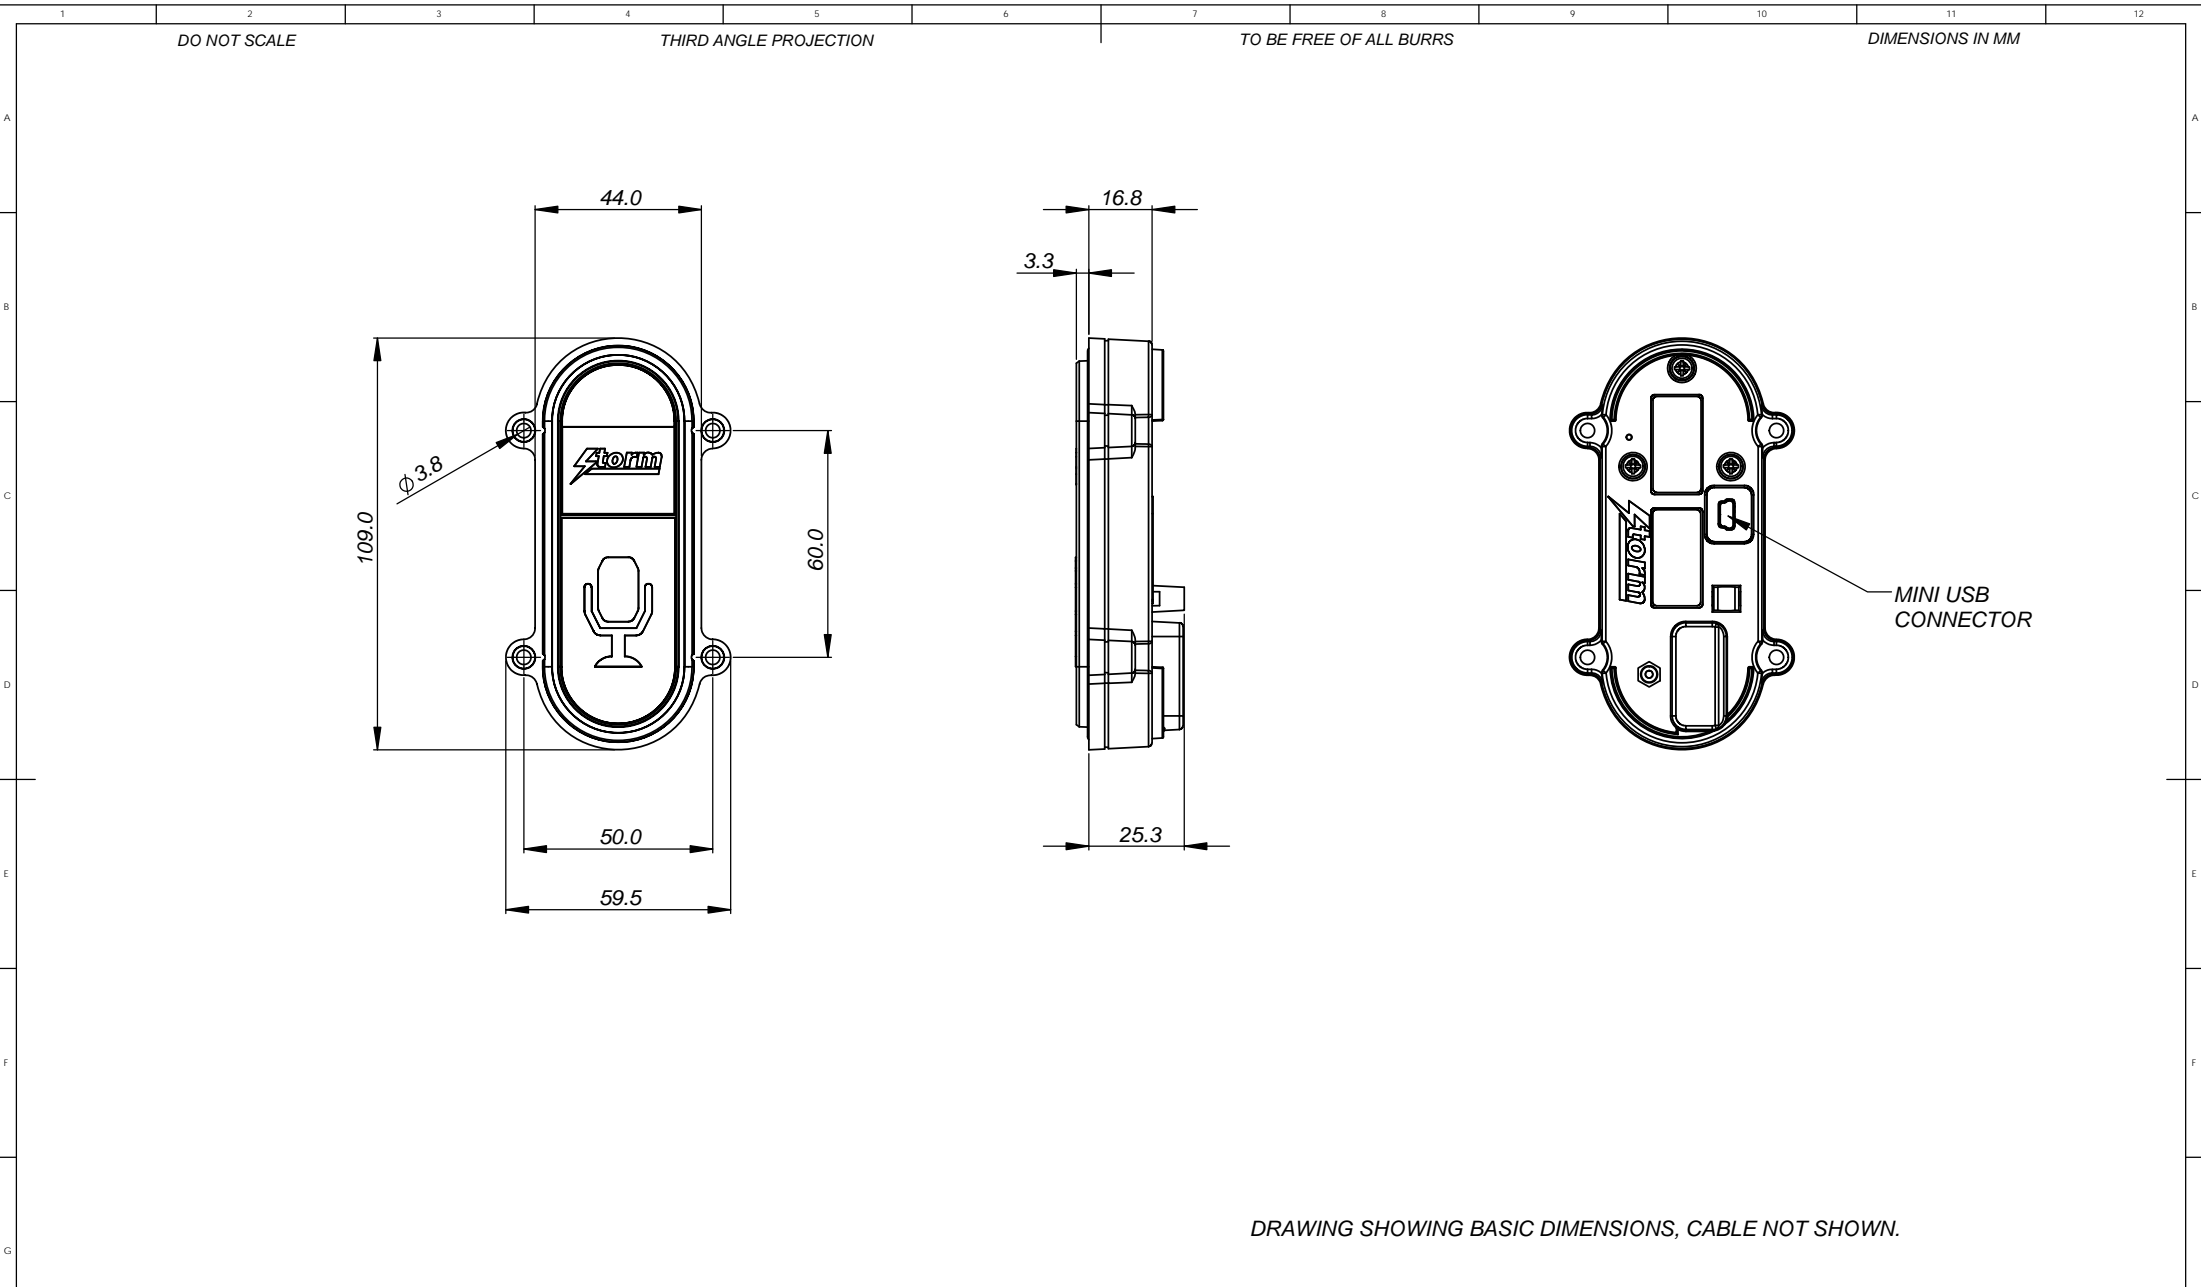 1 2 3 4 5 6 7 8 9 10 11 12
DO NOT SCALE THIRD ANGLE PROJECTION TO BE FREE OF ALL BURRS DIMENSIONS IN MM
A A
44.0 16.8
3.3
B B
Storm
φ 3.8
C C
109.0
60.0
Storm
MINI USB
CONNECTOR
D D
50.0 25.3
E E
59.5
F F
DRAWING SHOWING BASIC DIMENSIONS, CABLE NOT SHOWN.
G